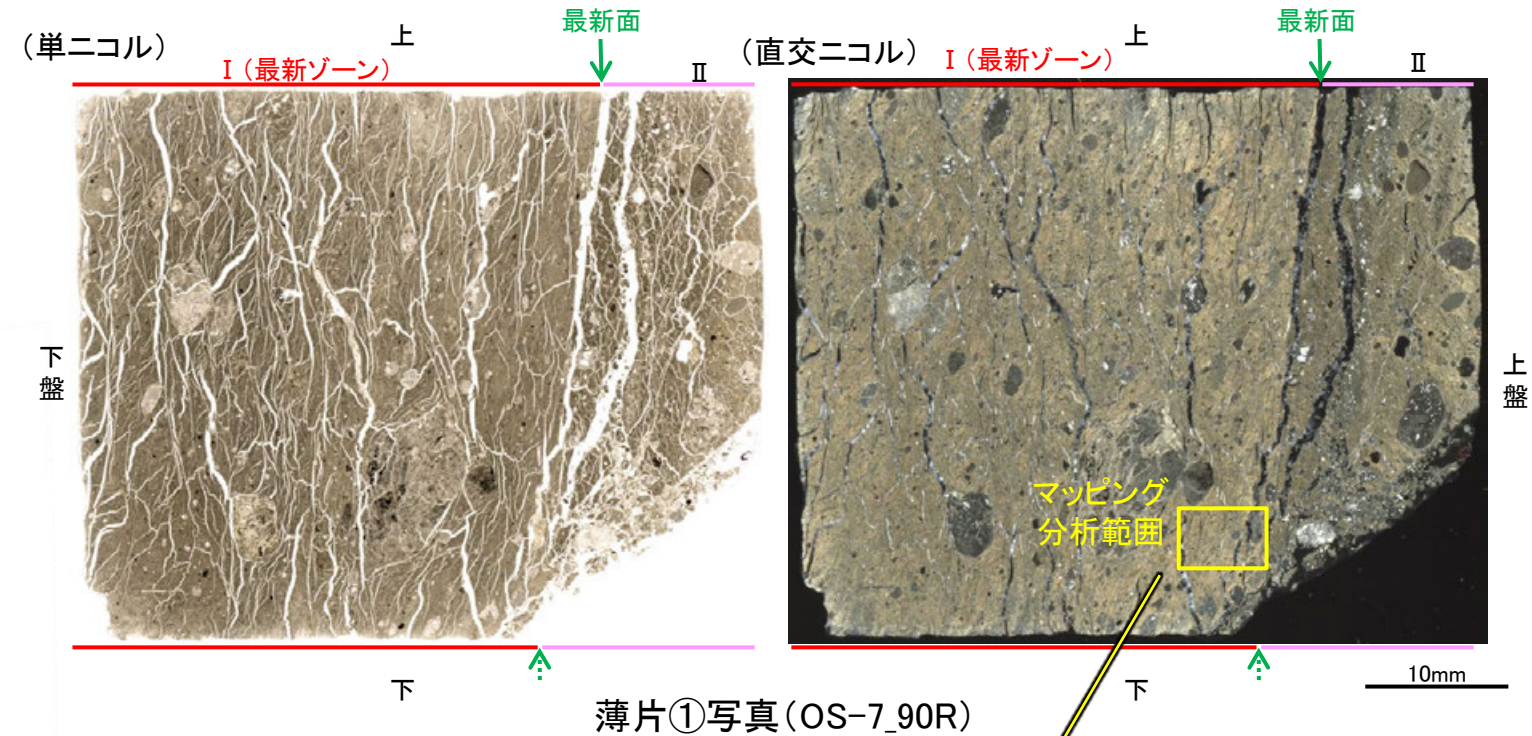 (単ニコル)
上
最新面
Ⅰ(最新ゾーン)
Ⅱ
下盤
下
(直交ニコル)
上
最新面
Ⅰ(最新ゾーン)
Ⅱ
上盤
マッピング
分析範囲
下
10mm
薄片①写真(OS-7_90R)